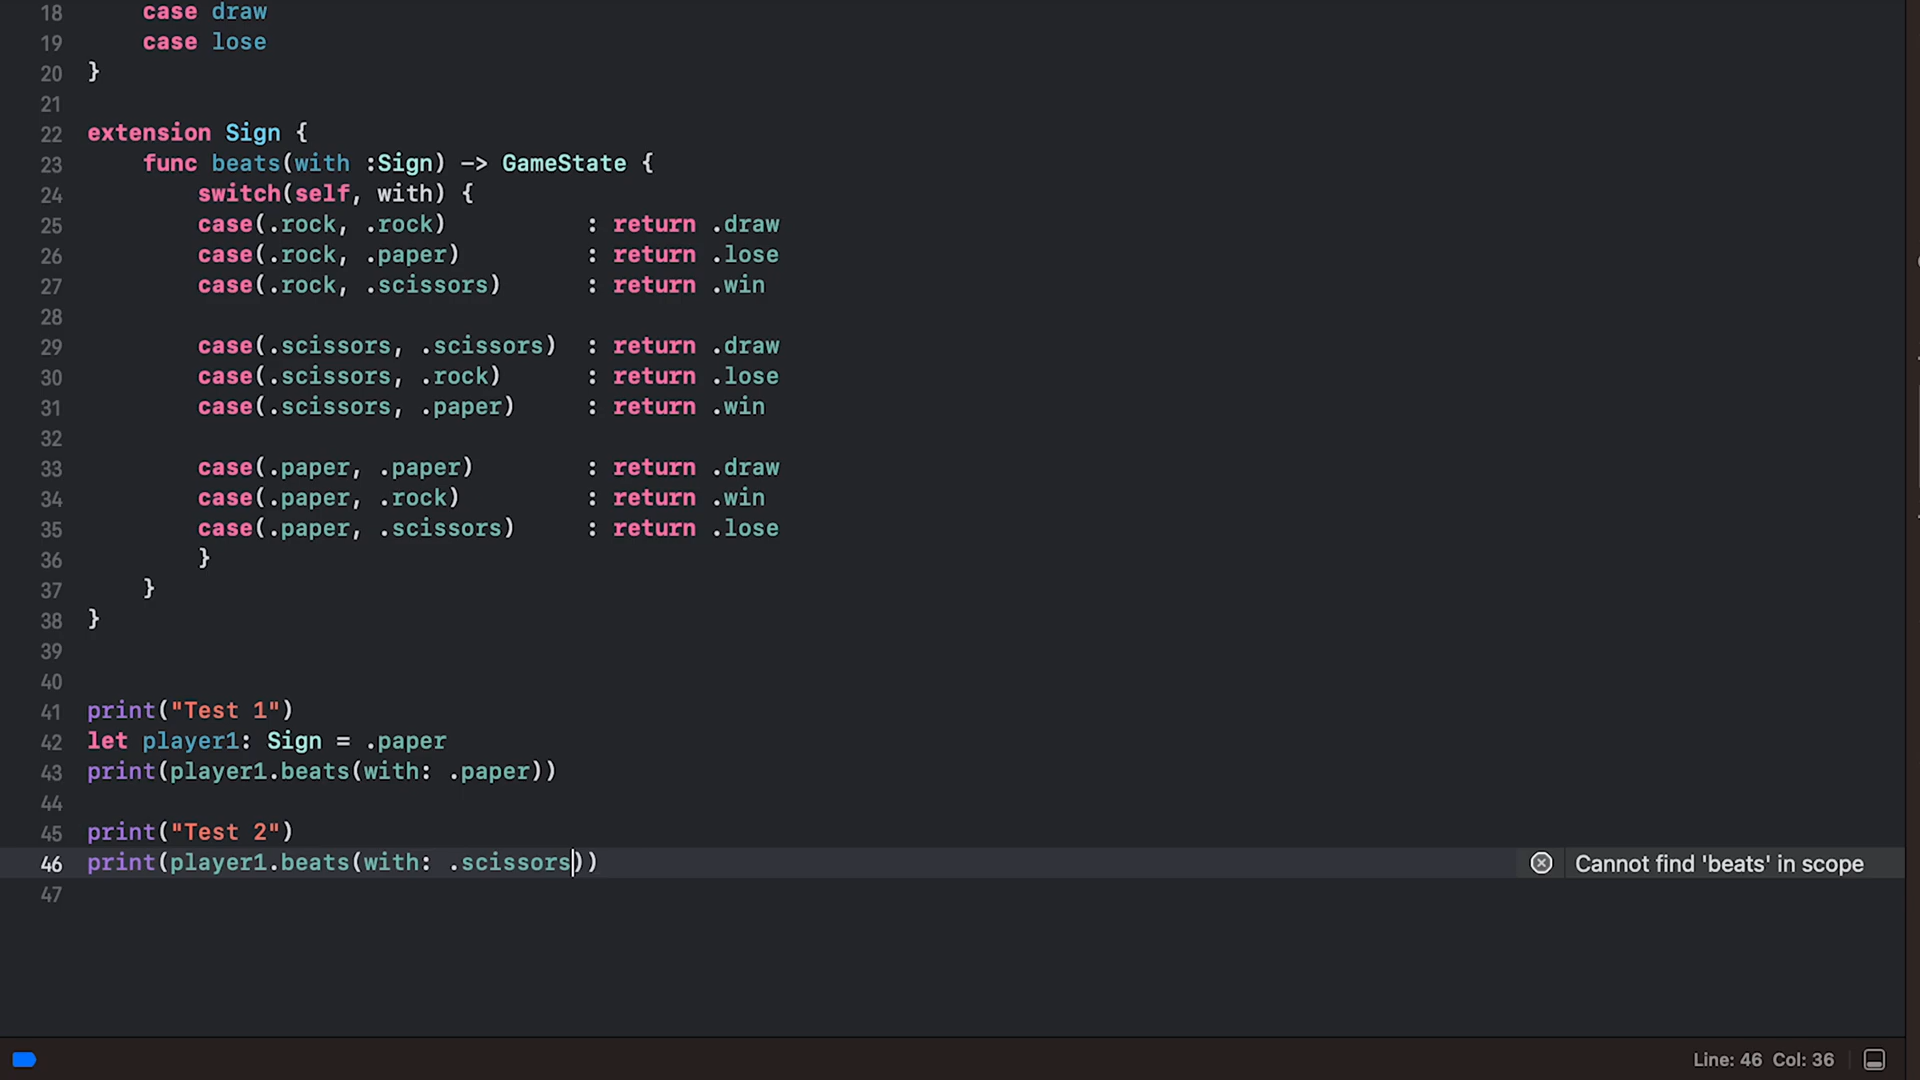 18 case draw
19 case lose
20 }
21
22 extension Sign {
23 func beats(with :Sign) -> GameState {
24 switch(self, with) {
25 case(.rock, .rock) : return .draw
26 case(.rock, .paper) : return .lose
27 case(.rock, .scissors) : return .win
28
29 case(.scissors, .scissors) : return .draw
30 case(.scissors, .rock) : return .lose
31 case(.scissors, .paper) : return .win
32
33 case(.paper, .paper) : return .draw
34 case(.paper, .rock) : return .win
35 case(.paper, .scissors) : return .lose
36 }
37 }
38 }
39
40
41 print("Test 1")
42 let player1: Sign = .paper
43 print(player1.beats(with: .paper))
44
45 print("Test 2")
46 print(player1.beats(with: .scissors)) Cannot find 'beats' in scope
47
Line: 46 Col: 36